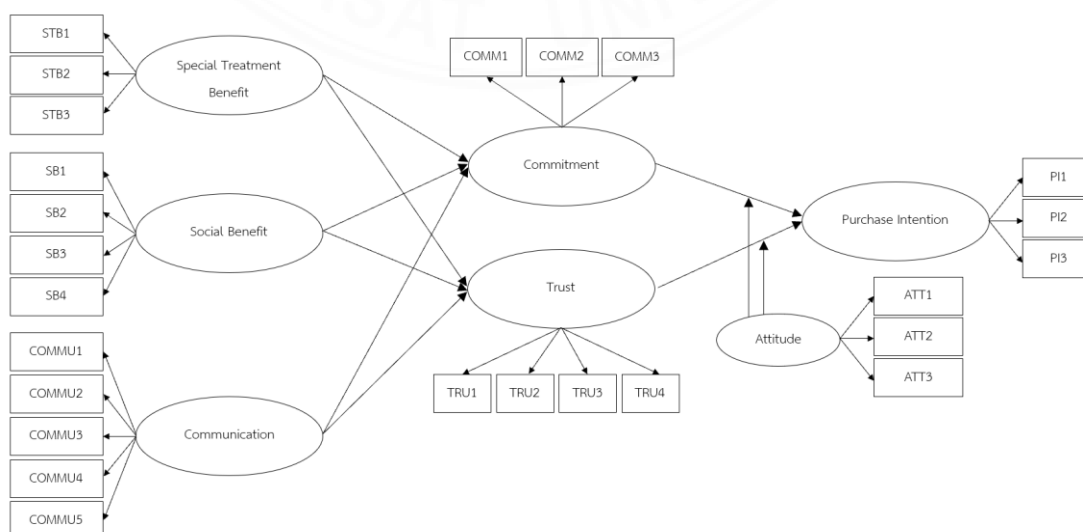 STB1
STB2
STB3
Special Treatment
Benefit
COMM1
COMM2
COMM3
SB1
SB2
SB3
SB4
Social Benefit
Commitment
Trust
Purchase Intention
PI1
PI2
PI3
Attitude
ATT1
ATT2
ATT3
TRU1
TRU2
TRU3
TRU4
COMMU1
COMMU2
COMMU3
COMMU4
COMMU5
Communication